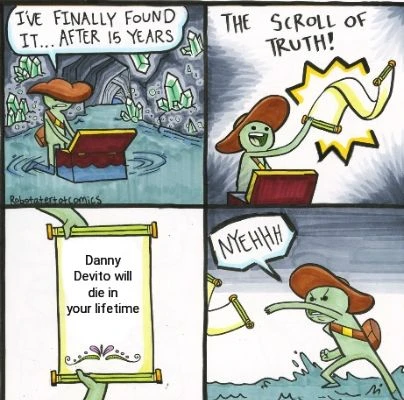 I'VE FINALLY FOUND
IT... AFTER 15 YEARS
THE SCROLL OF
TRUTH!
Robotatertotcomics
Danny
Devito will
die in
your lifetime
NYEHHH